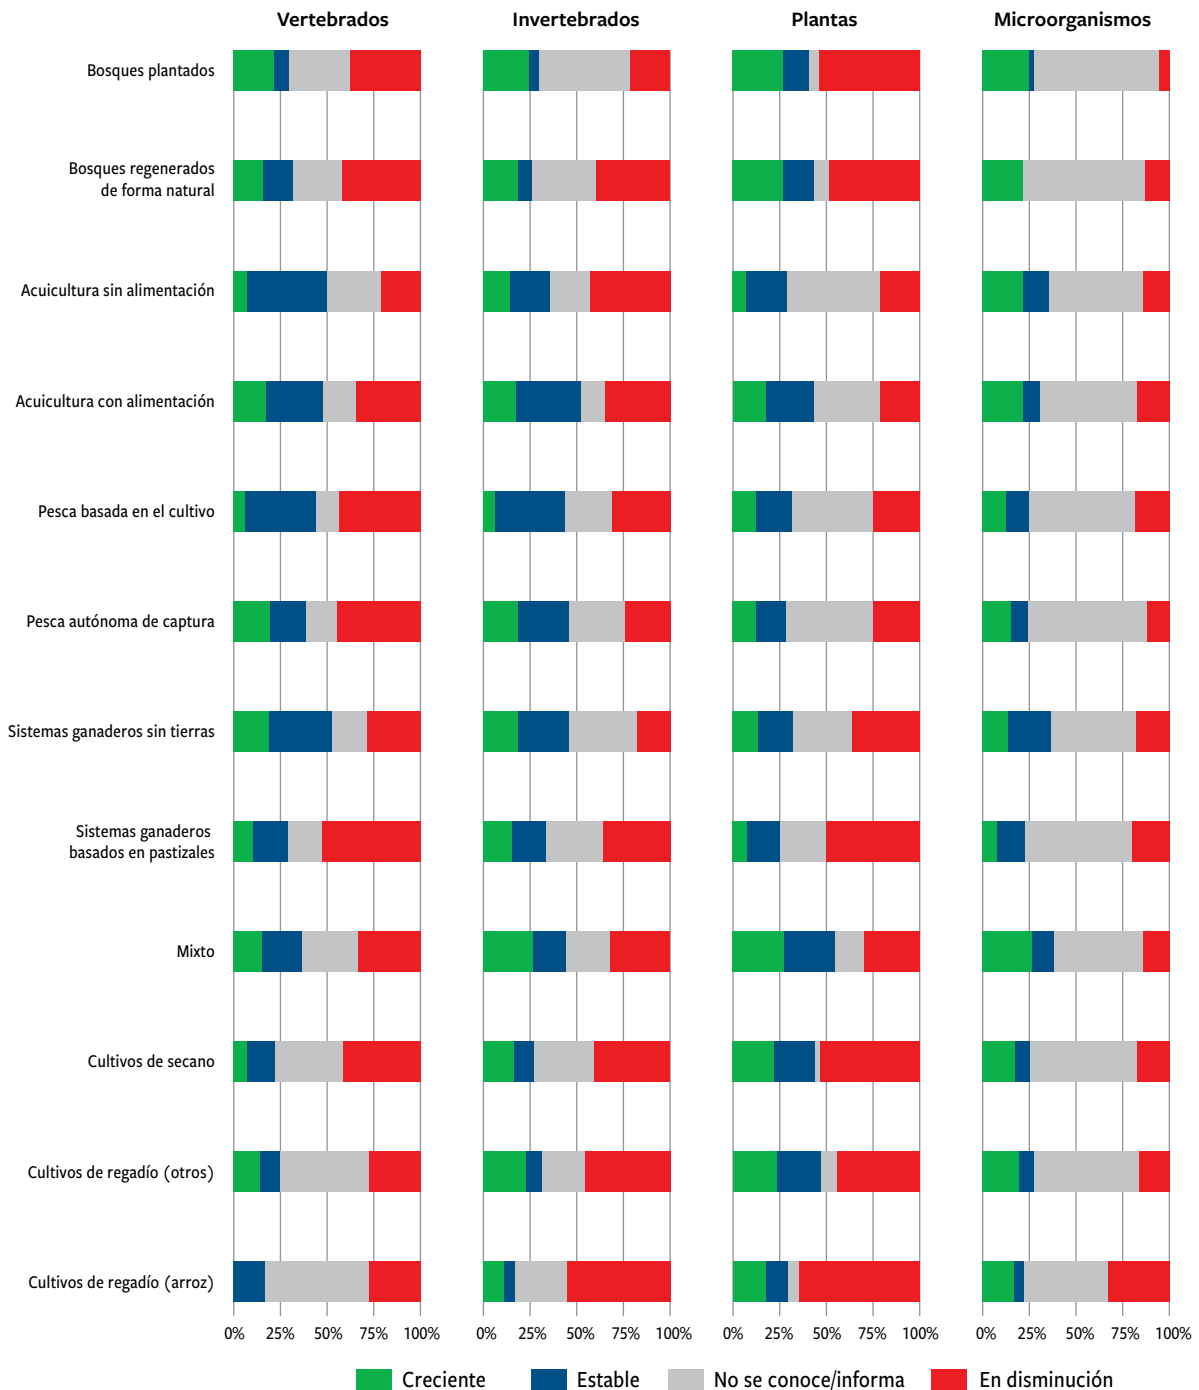 Vertebrados Invertebrados Plantas Microorganismos
Bosques plantados
Bosques regenerados
de forma natural
Acuicultura sin alimentación
Acuicultura con alimentación
Pesca basada en el cultivo
Pesca autónoma de captura
Sistemas ganaderos sin tierras
Sistemas ganaderos
basados en pastizales
Mixto
Cultivos de secano
Cultivos de regadío (otros)
Cultivos de regadío (arroz)
0% 25% 50% 75% 100% 0% 25% 50% 75% 100% 0% 25% 50% 75% 100% 0% 25% 50% 75% 100%
Creciente Estable No se conoce/informa En disminución